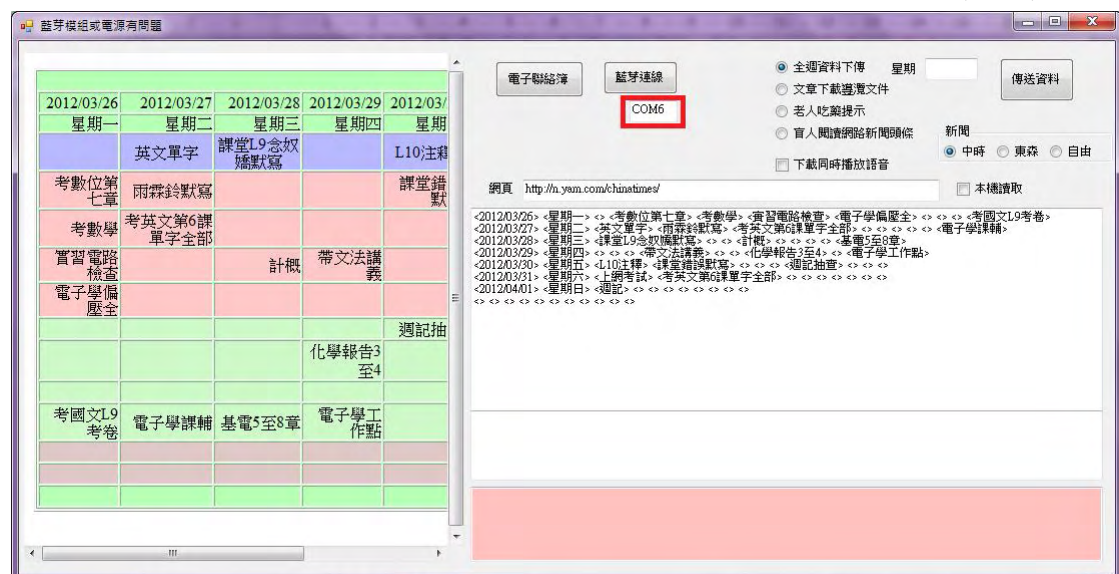 藍芽模組或電源有問題
2012/03/26 2012/03/27 2012/03/28 2012/03/29 2012/03/
星期一 星期二 星期三 星期四 星期
英文單字 課堂L9念奴嬌默寫 L10注釋
考數位第七章 雨霖鈴默寫 課堂錯默
考數學 考英文第6課單字全部
實習電路檢查 計概 帶文法講義
電子學偏壓全
週記抽
化學報告3至4
考國文L9考卷 電子學課輔 基電5至8章 電子學工作點
電子聯絡簿 藍芽連線
COM6
全週資料下傳 星期 傳送資料
文章下載導灠文件
老人吃藥提示
盲人閱讀網路新聞頭條
新聞
中時 東森 自由
下載同時播放語音
網頁 http://n.yam.com/chinatimes/ 本機讀取
<2012/03/26> <星期一> <> <考數位第七章> <考數學> <實習電路檢查> <電子學偏壓全> <> <> <> <考國文L9考卷>
<2012/03/27> <星期二> <英文單字> <雨霖鈴默寫> <考英文第6課單字全部> <> <> <> <> <> <電子學課輔>
<2012/03/28> <星期三> <課堂L9念奴嬌默寫> <> <> <計概> <> <> <> <> <基電5至8章>
<2012/03/29> <星期四> <> <> <> <帶文法講義> <> <> <化學報告3至4> <> <電子學工作點>
<2012/03/30> <星期五> <L10注釋> <課堂錯誤默寫> <> <> <> <週記抽查> <> <> <>
<2012/03/31> <星期六> <上網考試> <考英文第6課單字全部> <> <> <> <> <> <> <>
<2012/04/01> <星期日> <週記> <> <> <> <> <> <> <> <>
<> <> <> <> <> <> <> <> <> <> <>